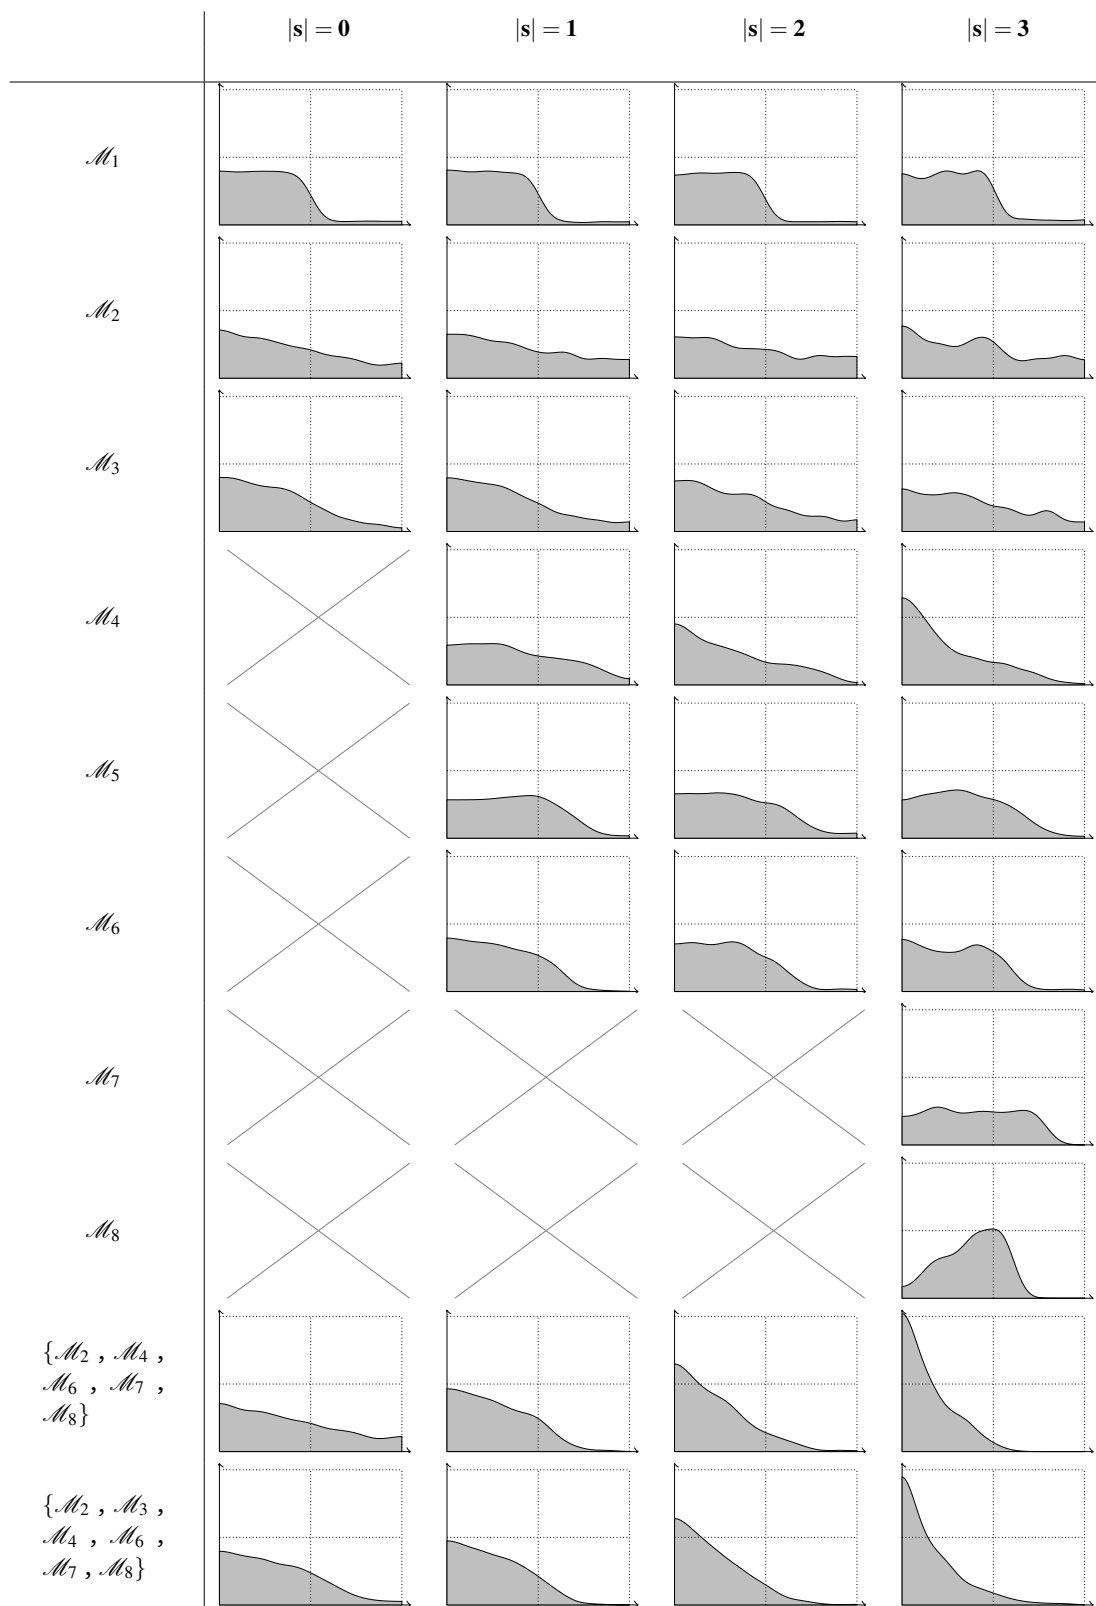 |s| = 0 |s| = 1 |s| = 2 |s| = 3
ℳ1
ℳ2
ℳ3
ℳ4
ℳ5
ℳ6
ℳ7
ℳ8
{ℳ2 , ℳ4 ,
ℳ6 , ℳ7 ,
ℳ8}
{ℳ2 , ℳ3 ,
ℳ4 , ℳ6 ,
ℳ7 , ℳ8}